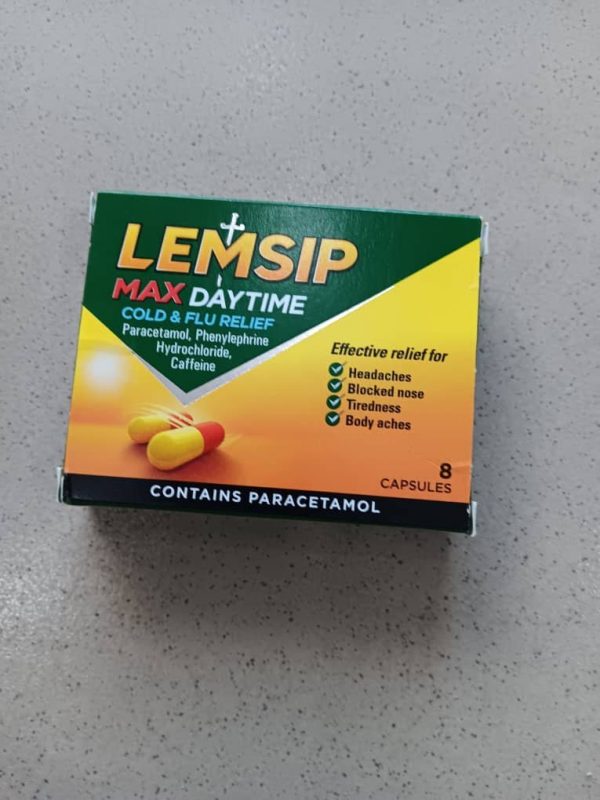 LEMSIP
MAX DAYTIME
COLD & FLU RELIEF
Paracetamol, Phenylephrine
Hydrochloride,
Caffeine
Effective relief for
Headaches
Blocked nose
Tiredness
Body aches
8
CAPSULES
CONTAINS PARACETAMOL